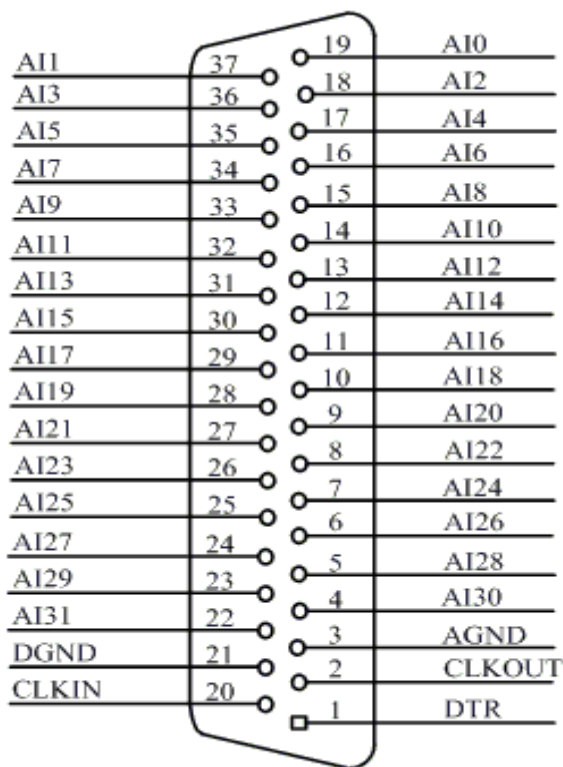 19 AI0
AI1 37
18 AI2
AI3 36
17 AI4
AI5 35
16 AI6
AI7 34
15 AI8
AI9 33
14 AI10
AI11 32
13 AI12
AI13 31
12 AI14
AI15 30
11 AI16
AI17 29
10 AI18
AI19 28
9 AI20
AI21 27
8 AI22
AI23 26
7 AI24
AI25 25
6 AI26
AI27 24
5 AI28
AI29 23
4 AI30
AI31 22
3 AGND
DGND 21
2 CLKOUT
CLKIN 20
1 DTR